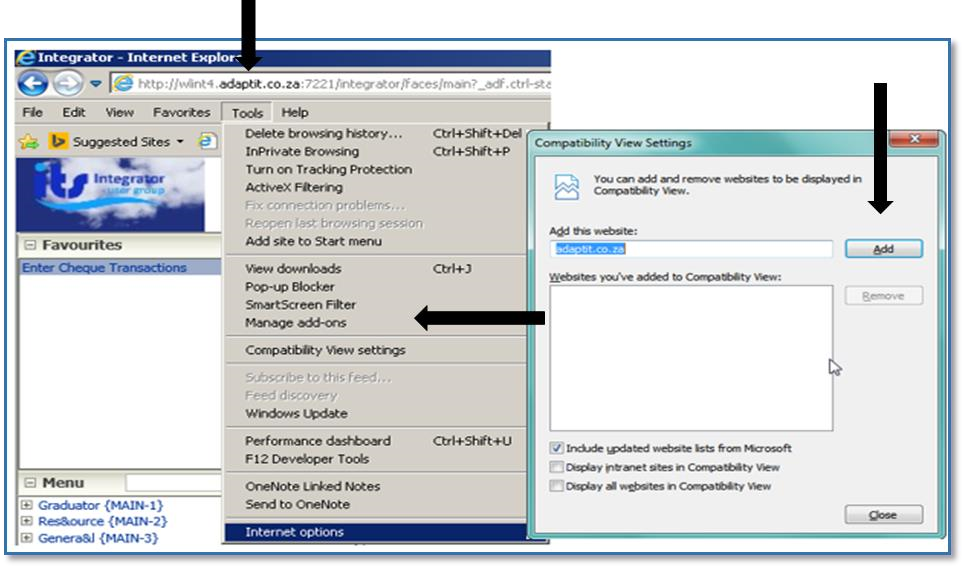 Integrator - Internet Explor
http://wlint4.adaptit.co.za:7221/integrator/faces/main?_adf.ctrl-sta
File Edit View Favorites Tools Help
Suggested Sites
its Integrator
user group
Favourites
Enter Cheque Transactions
Menu
Graduator {MAIN-1}
Res&ource {MAIN-2}
Genera&l {MAIN-3}
Delete browsing history... Ctrl+Shift+Del
InPrivate Browsing Ctrl+Shift+P
Turn on Tracking Protection
ActiveX Filtering
Fix connection problems...
Reopen last browsing session
Add site to Start menu
View downloads Ctrl+J
Pop-up Blocker
SmartScreen Filter
Manage add-ons
Compatibility View settings
Subscribe to this feed...
Feed discovery
Windows Update
Performance dashboard Ctrl+Shift+U
F12 Developer Tools
OneNote Linked Notes
Send to OneNote
Internet options
Compatibility View Settings
You can add and remove websites to be displayed in
Compatibility View.
Add this website:
adaptit.co.za Add
Websites you've added to Compatibility View:
Remove
Include updated website lists from Microsoft
Display intranet sites in Compatibility View
Display all websites in Compatibility View
Close